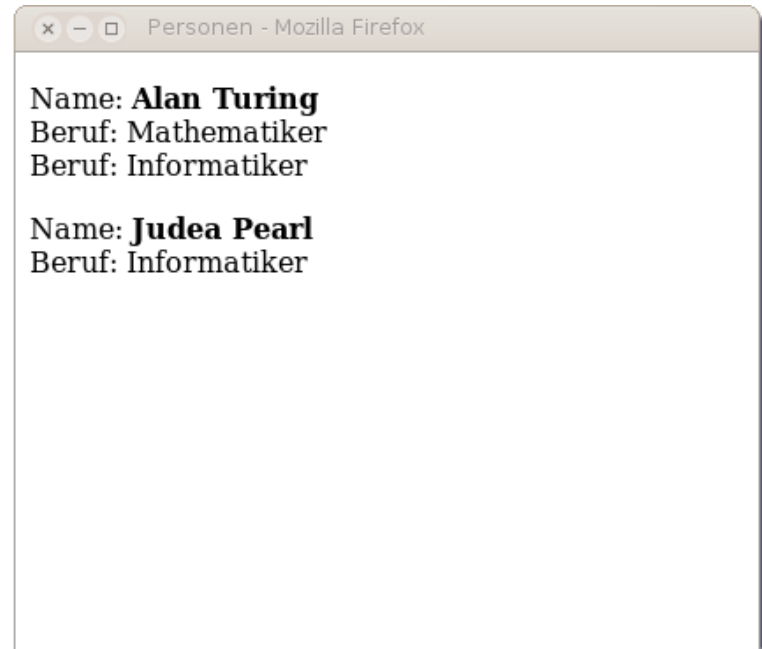 Personen - Mozilla Firefox
Name: Alan Turing
Beruf: Mathematiker
Beruf: Informatiker
Name: Judea Pearl
Beruf: Informatiker